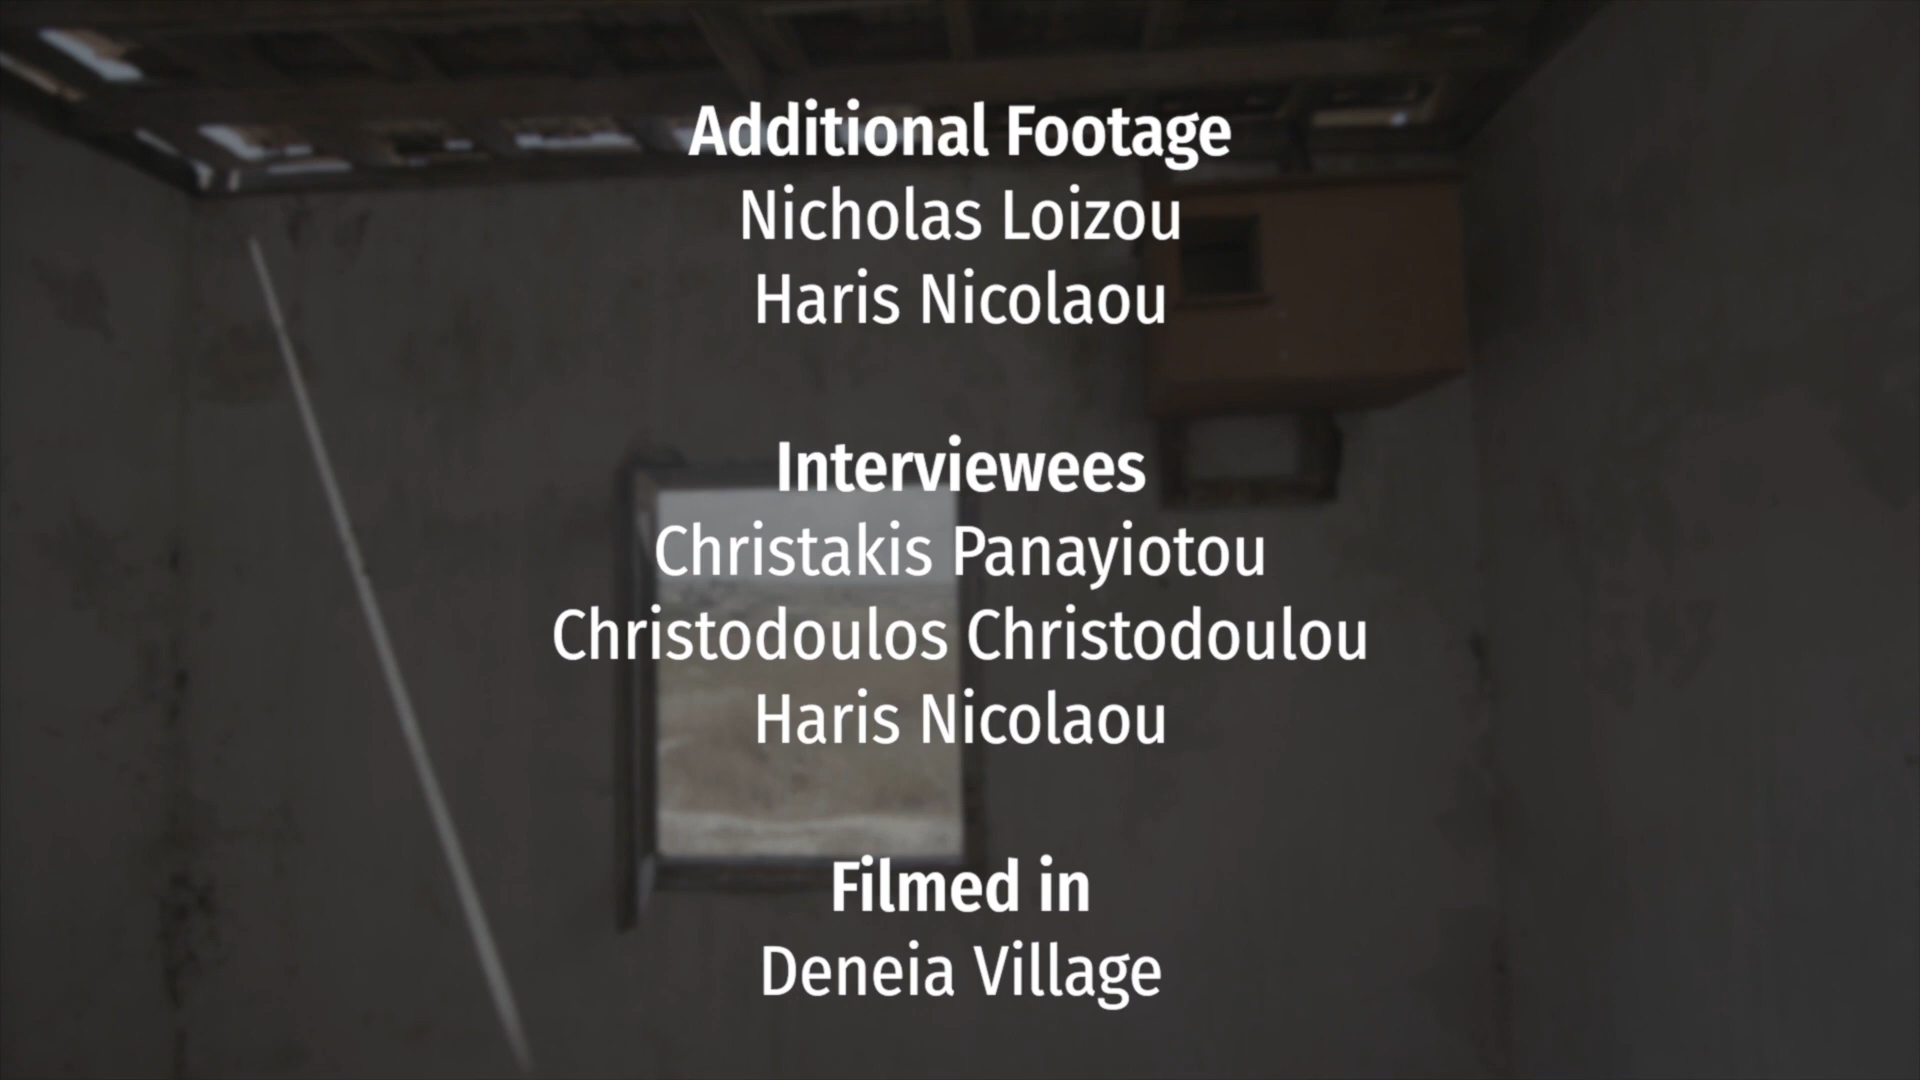 Additional Footage
Nicholas Loizou
Haris Nicolaou
Interviewees
Christakis Panayiotou
Christodoulos Christodoulou
Haris Nicolaou
Filmed in
Deneia Village